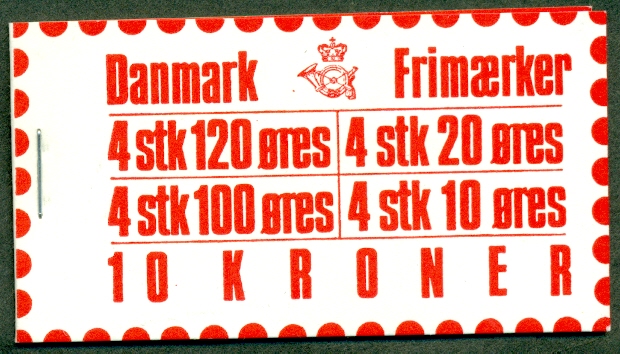 Danmark Frimærker
4 stk 120 øres 4 stk 20 øres
4 stk 100 øres 4 stk 10 øres
10 KRONER